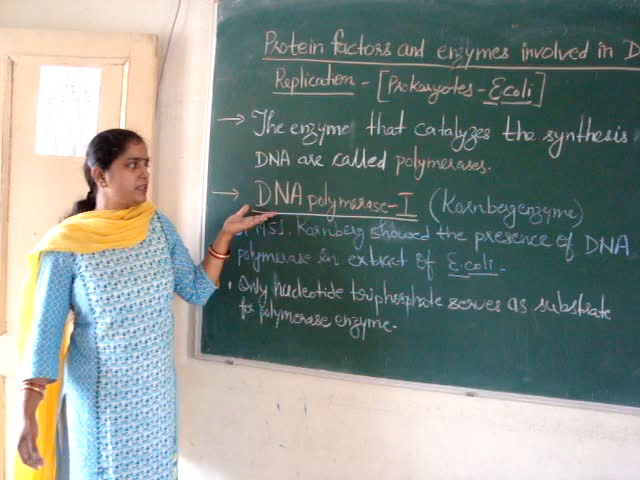 Protein factors and enzymes involved in D
Replication - [Prokaryotes - E.coli]
→ The enzyme that catalyzes the synthesis
DNA are called polymerases.
→ DNA polymerase-I (Kornberg enzyme)
Kornberg showed the presence of DNA
polymerase in extract of E.coli.
• Only nucleotide triphosphate serves as substrate
for polymerase enzyme.